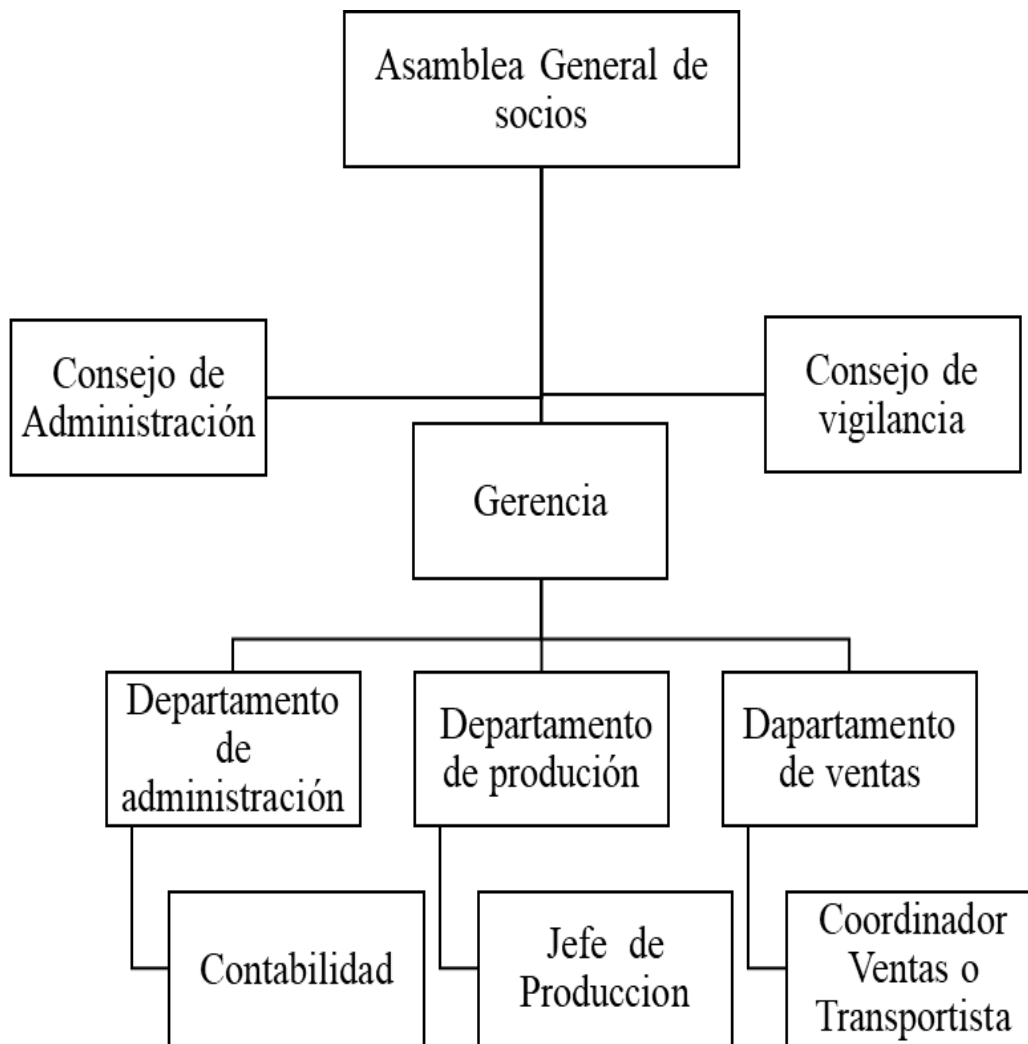 Asamblea General de
socios
Consejo de
Administración
Consejo de
vigilancia
Gerencia
Departamento
de
administración
Departamento
de produción
Dapartamento
de ventas
Contabilidad
Jefe de
Produccion
Coordinador
Ventas o
Transportista